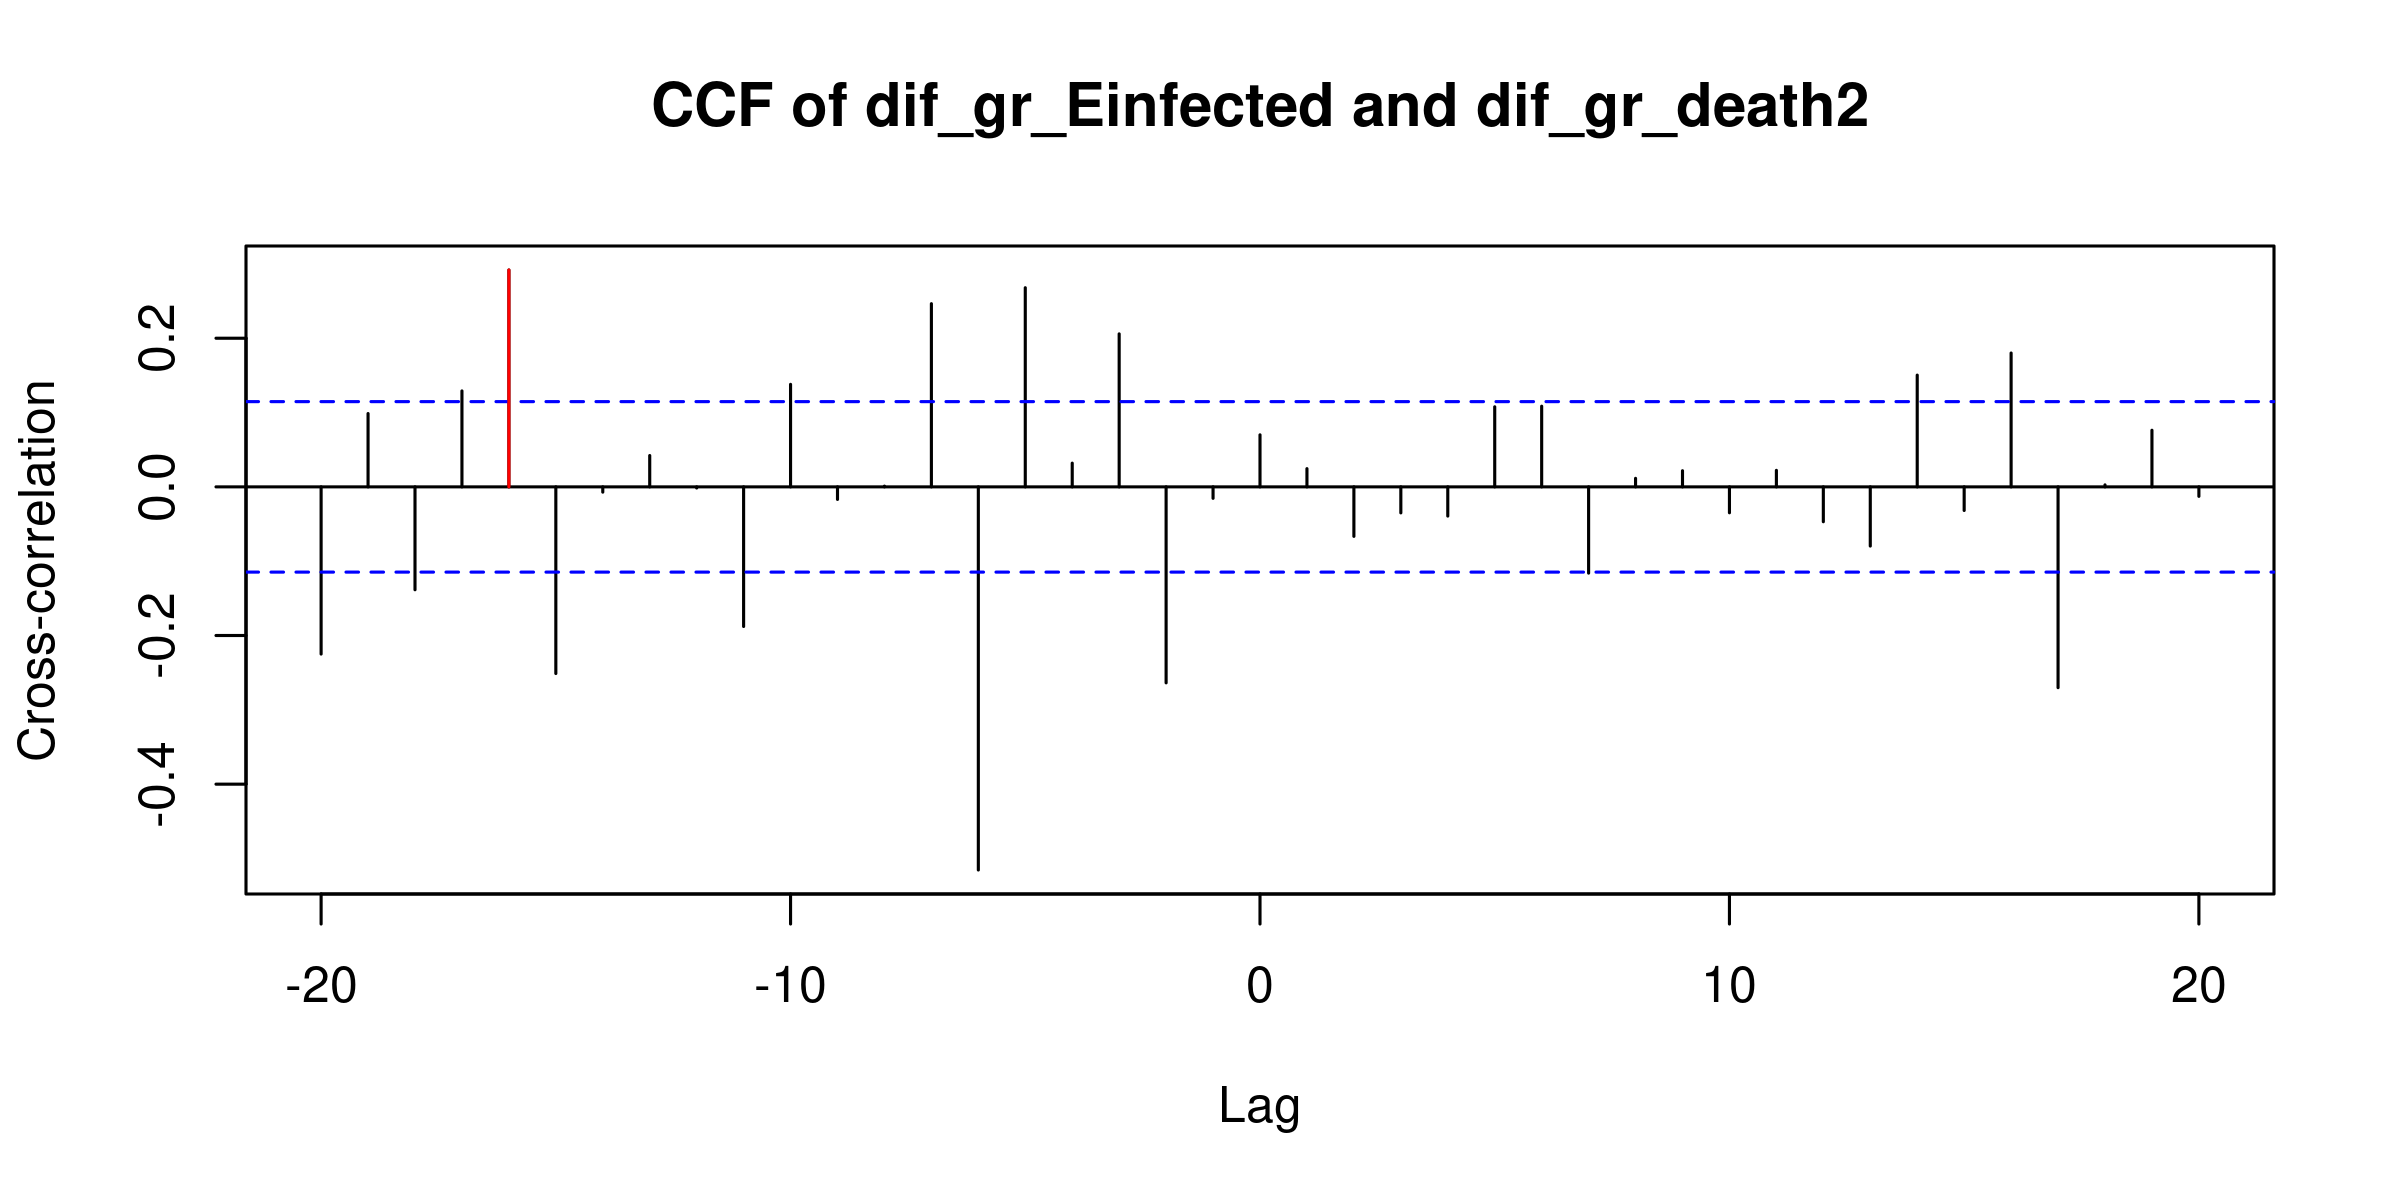 CCF of dif_gr_Einfected and dif_gr_death2
Cross-correlation
0.2
0.0
-0.2
-0.4
-20 -10 0 10 20
Lag